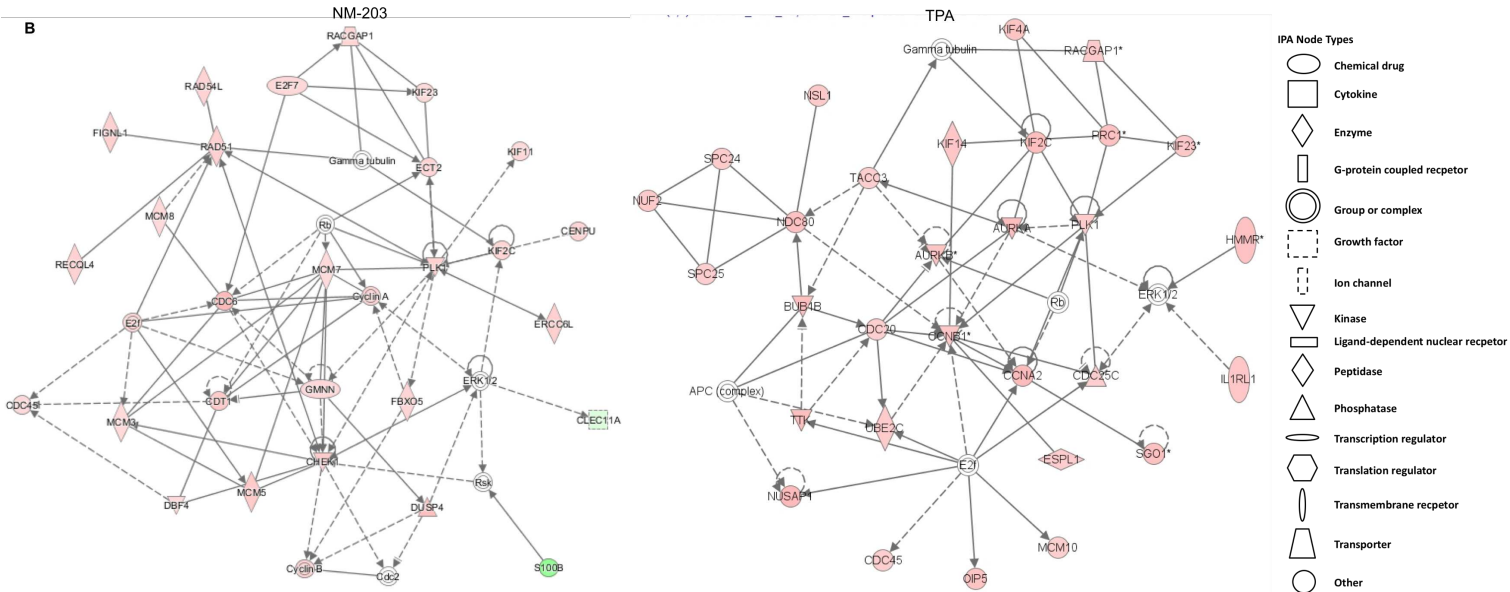 NM-203
TPA
B
RACGAP1
RAD54L
E2F7
KIF23
FIGNL1
RAD51
Gamma tubulin
ECT2
KIF11
MCM8
Rb
CENPU
KIF2C
RECQL4
MCM7
PLK1
Cyclin A
CDC6
E2f
ERCC6L
GMNN
ERK1/2
CDC45
CDT1
FBXO5
MCM3
CLEC11A
CHEK1
Rsk
MCM5
DBF4
DUSP4
Cyclin B
Cdc2
S100B
KIF4A
Gamma tubulin
RACGAP1*
NSL1
KIF14
KIF2C
PRC1*
KIF23*
SPC24
TACC3
NUF2
NDC80
AURKA
PLK1
HMMR*
AURKB*
SPC25
BUB1B
Rb
ERK1/2
CDC20
CCNB1*
CCNA2
CDC25C
IL1RL1
APC (complex)
TTK
UBE2C
E2f
ESPL1
SGO1*
NUSAP1
MCM10
CDC45
OIP5
IPA Node Types
Chemical drug
Cytokine
Enzyme
G-protein coupled recpetor
Group or complex
Growth factor
Ion channel
Kinase
Ligand-dependent nuclear recpetor
Peptidase
Phosphatase
Transcription regulator
Translation regulator
Transmembrane recpetor
Transporter
Other